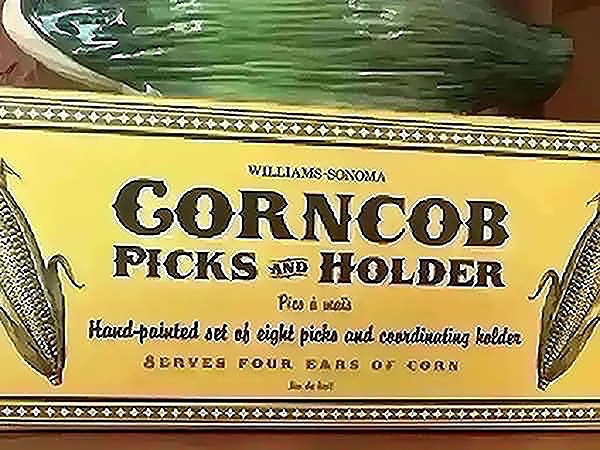 WILLIAMS-SONOMA
CORNCOB
PICKS AND HOLDER
Pics à maïs
Hand-painted set of eight picks and coordinating holder
SERVES FOUR EARS OF CORN